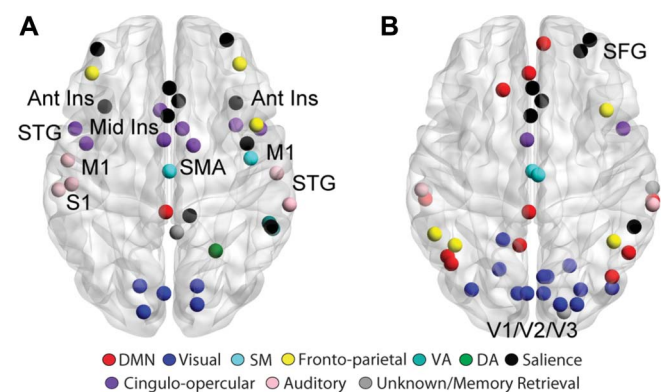 A
B
SFG
Ant Ins
Ant Ins
STG
Mid Ins
M1
SMA
M1
STG
S1
V1/V2/V3
DMN Visual SM Fronto-parietal VA DA Salience
Cingulo-opercular Auditory Unknown/Memory Retrieval